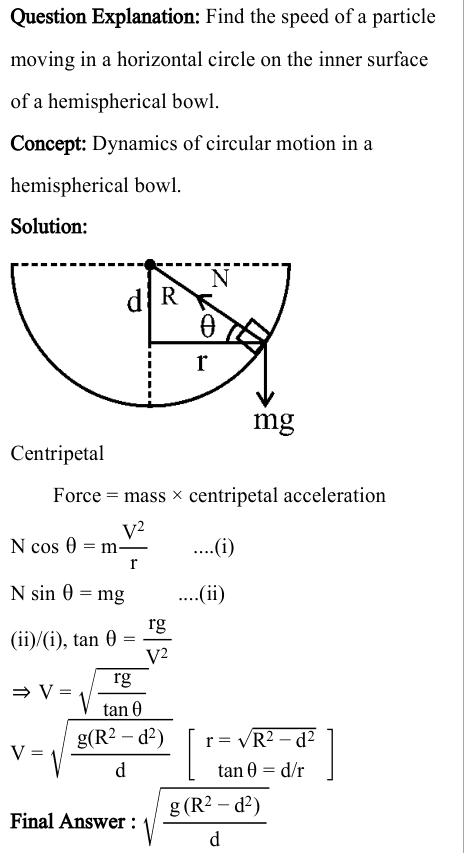 Question Explanation: Find the speed of a particle
moving in a horizontal circle on the inner surface
of a hemispherical bowl.
Concept: Dynamics of circular motion in a
hemispherical bowl.
Solution:
N
d R
θ
r
mg
Centripetal
Force = mass × centripetal acceleration
N cos θ = m V²/r ....(i)
N sin θ = mg ....(ii)
(ii)/(i), tan θ = rg/V²
⇒ V = √(rg/tan θ)
V = √(g(R² − d²)/d) [r = √(R² − d²)
tan θ = d/r]
Final Answer : √(g (R² − d²)/d)